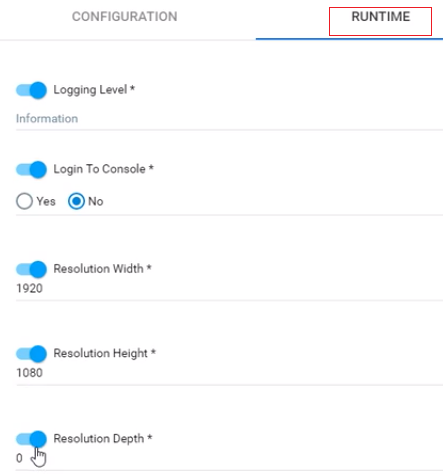 CONFIGURATION RUNTIME
Logging Level *
Information
Login To Console *
Yes No
Resolution Width *
1920
Resolution Height *
1080
Resolution Depth *
0